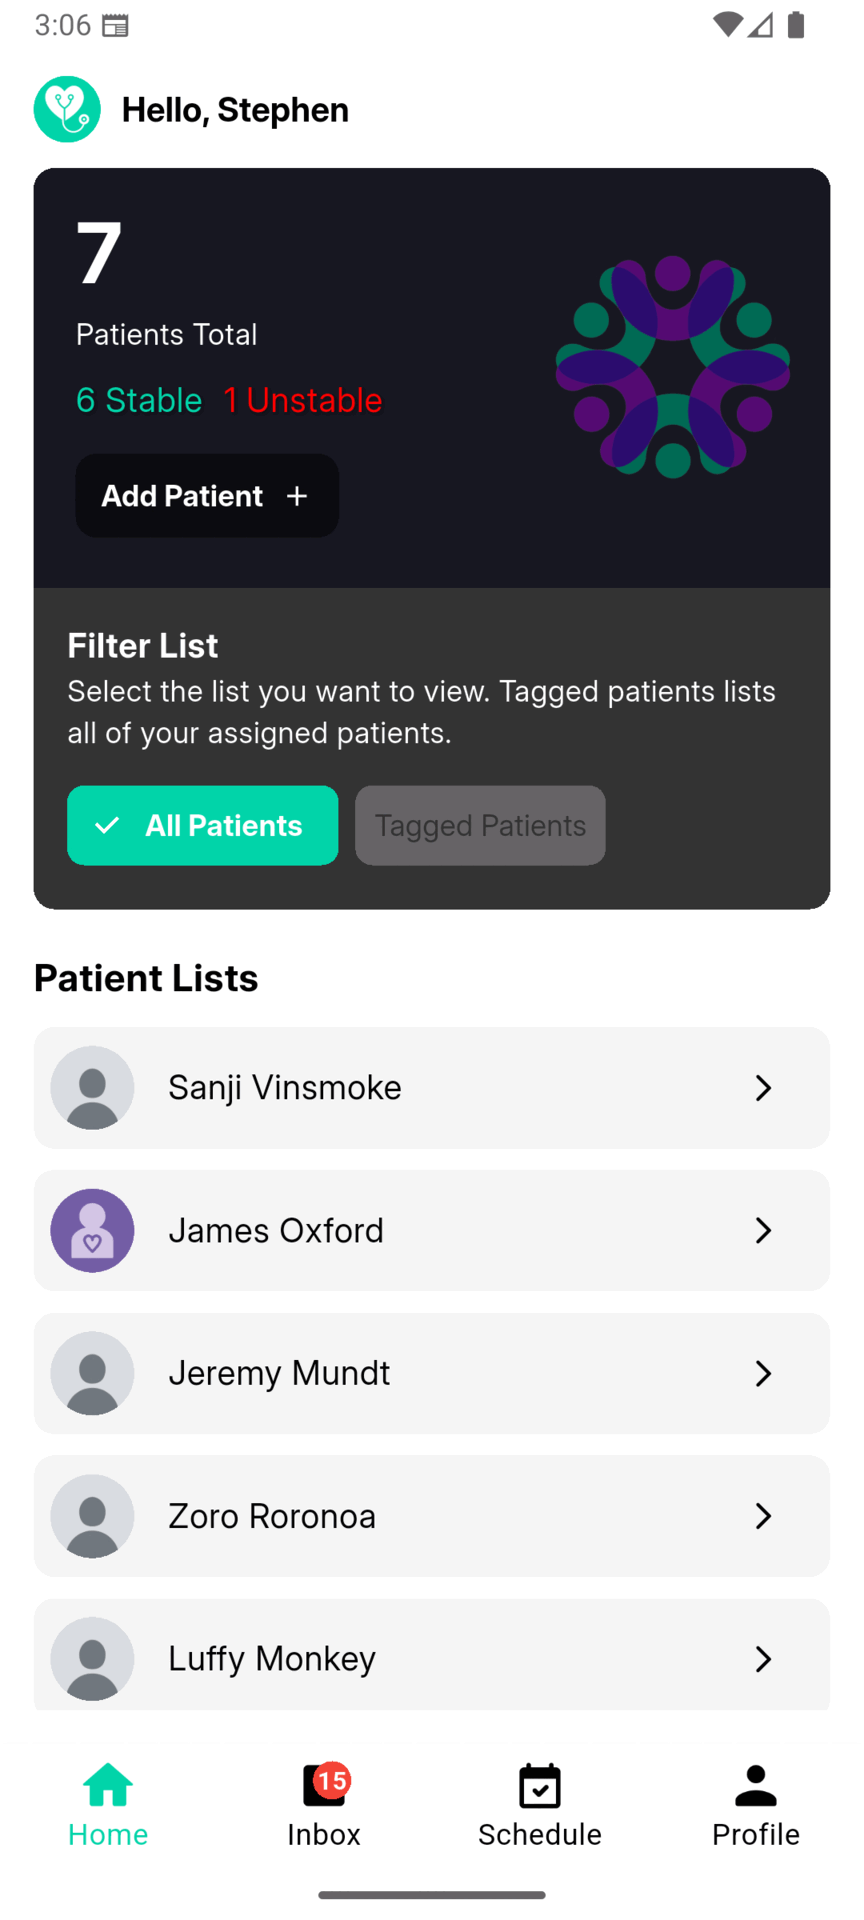 3:06
Hello, Stephen
7
Patients Total
6 Stable 1 Unstable
Add Patient +
Filter List
Select the list you want to view. Tagged patients lists
all of your assigned patients.
All Patients Tagged Patients
Patient Lists
Sanji Vinsmoke
James Oxford
Jeremy Mundt
Zoro Roronoa
Luffy Monkey
15
Home Inbox Schedule Profile